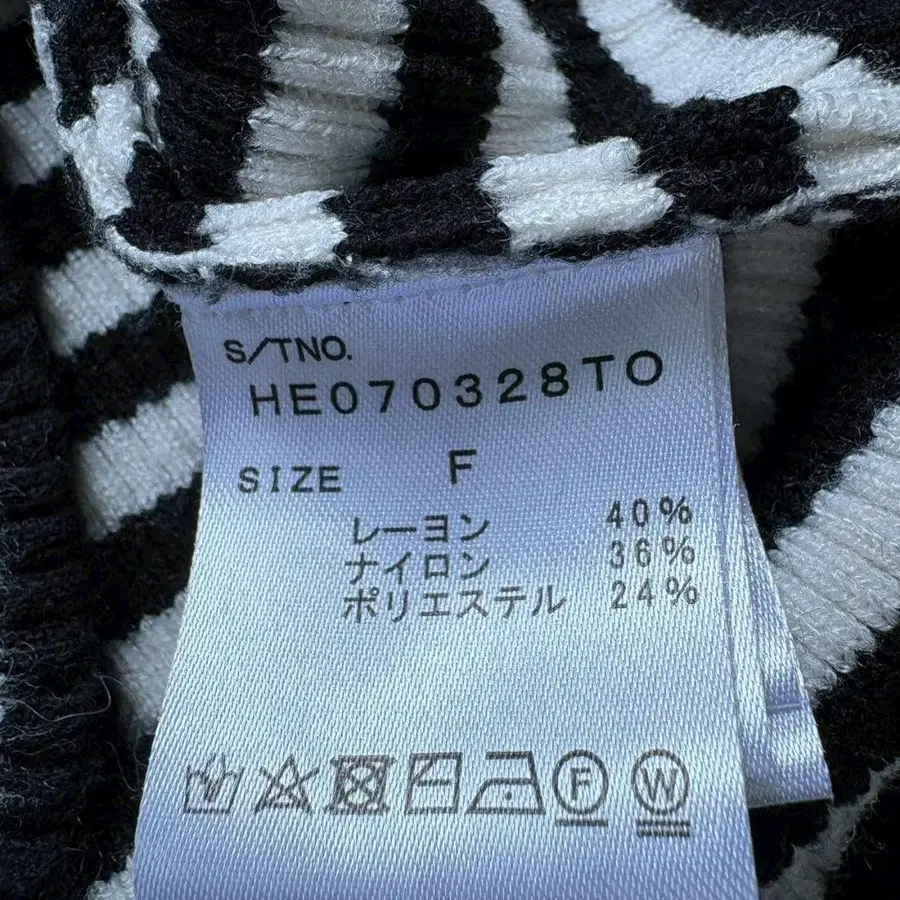 S/TNO.
HE070328TO
SIZE F
レーヨン 40%
ナイロン 36%
ポリエステル 24%
F W